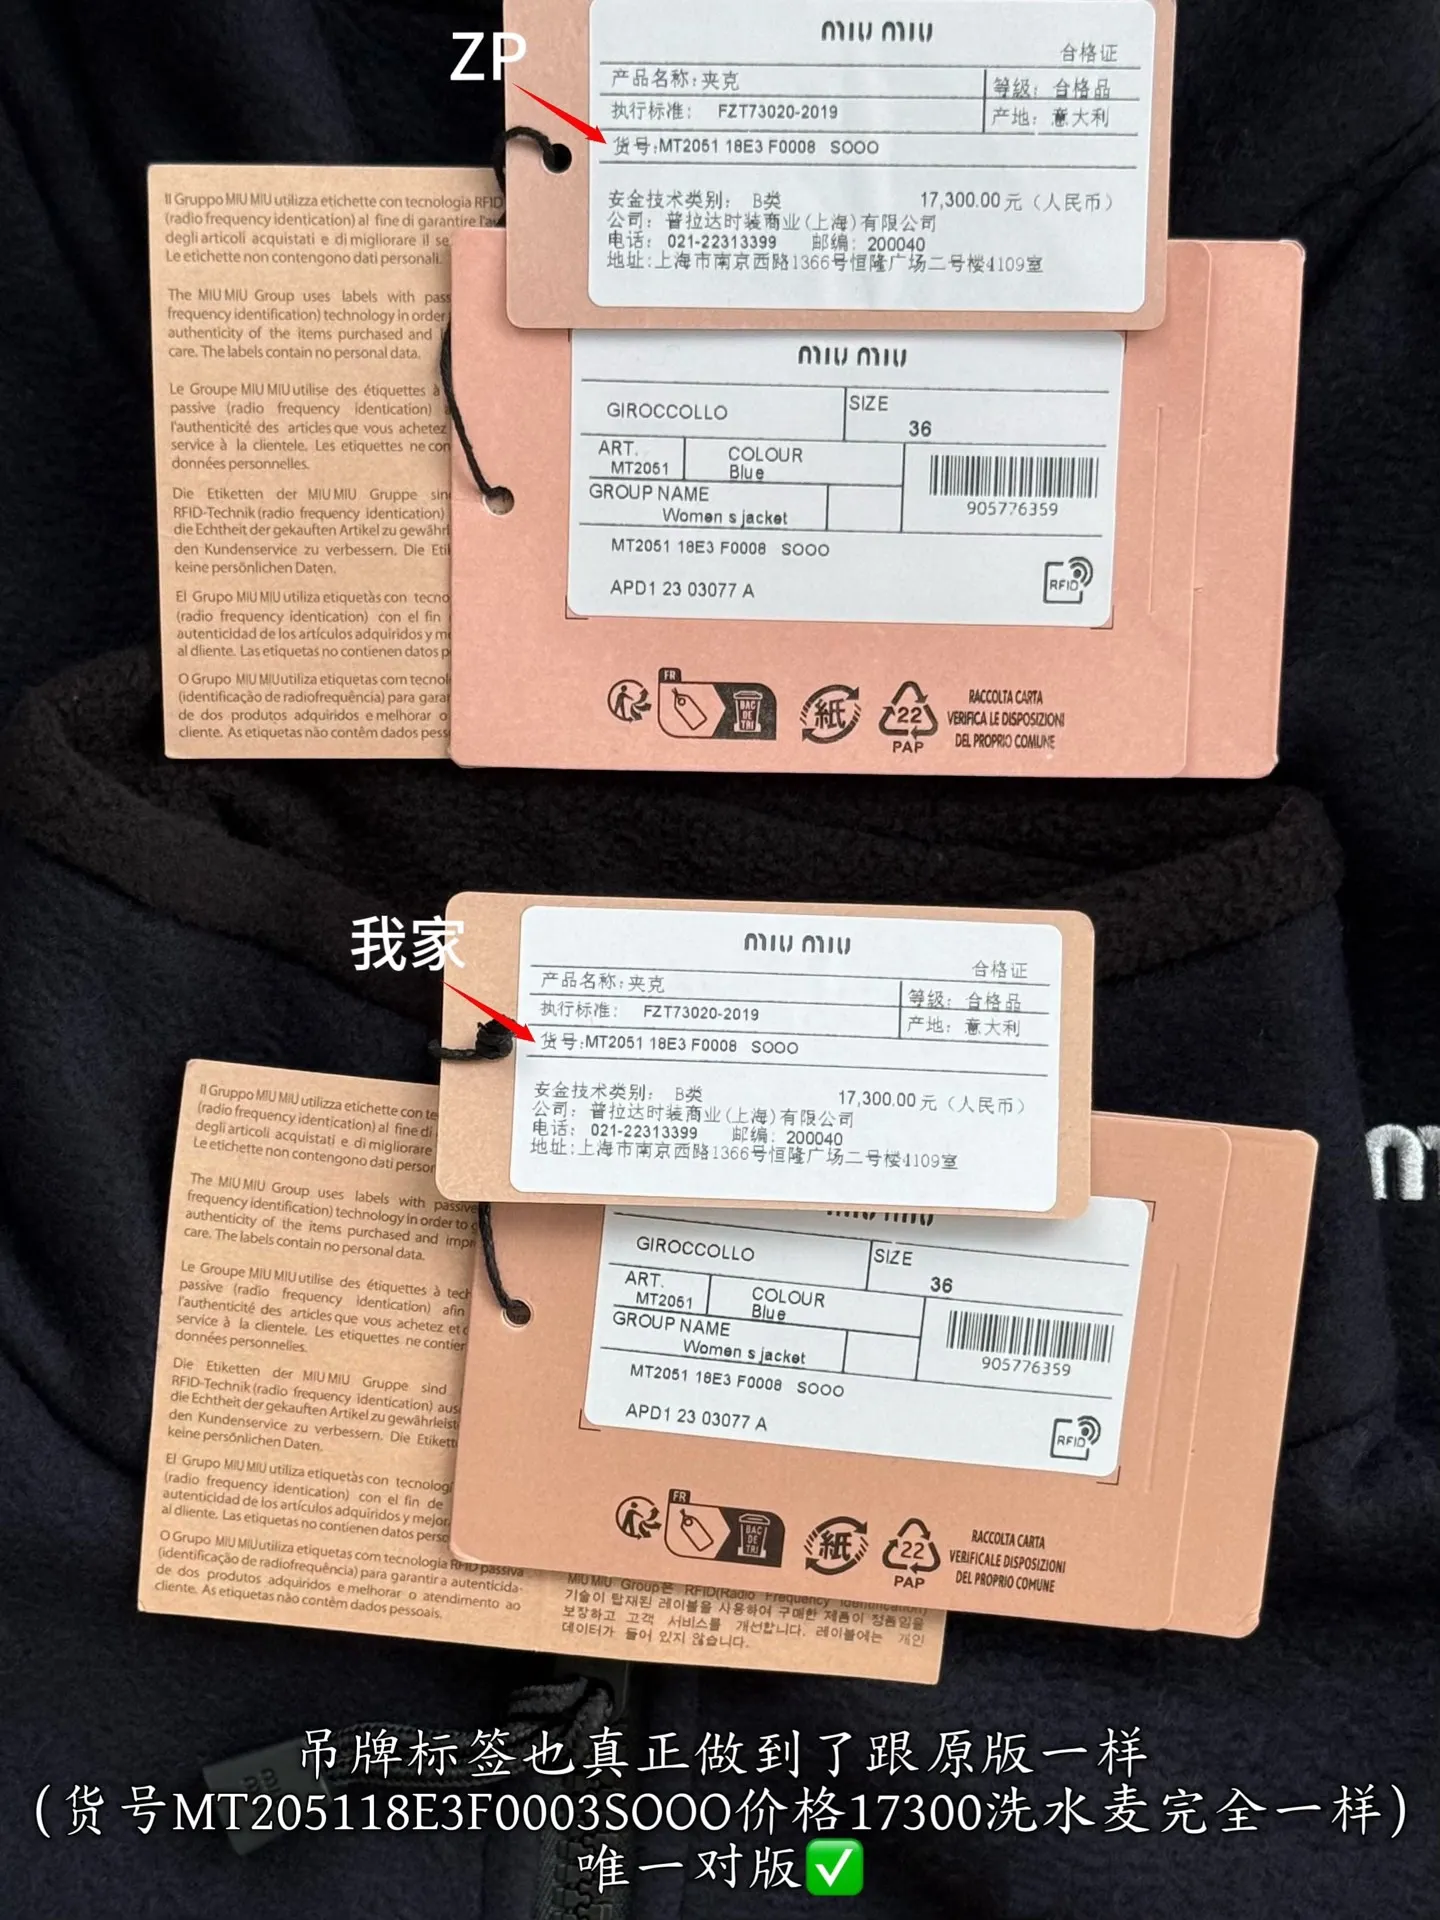 ZP
miu miu
合格证
产品名称:夹克
等级: 合格品
执行标准: FZT73020-2019
产地: 意大利
货号:MT2051 18E3 F0008 SOOO
安金技术类别: B类 17,300.00元（人民币）
公司: 普拉达时装商业(上海)有限公司
电话: 021-22313399 邮编: 200040
地址:上海市南京西路1366号恒隆广场二号楼4109室
Il Gruppo MIU MIU utilizza etichette con tecnologia RFID
(radio frequency identication) al fine di garantire l'au
degli articoli acquistati e di migliorare il se
Le etichette non contengono dati personali.
The MIU MIU Group uses labels with pass
frequency identification) technology in order
authenticity of the items purchased and
care. The labels contain no personal data.
Le Groupe MIU MIU utilise des étiquettes à
passive (radio frequency identication)
l'authenticité des articles que vous achetez
service à la clientele. Les etiquettes ne con
données personnelles.
Die Etiketten der MIU MIU Gruppe sin
RFID-Technik (radio frequency identication)
die Echtheit der gekauften Artikel zu gewährl
den Kundenservice zu verbessern. Die Eti
keine persönlichen Daten.
El Grupo MIU MIU utiliza etiquetàs con tecno
(radio frequency identication) con el fin
autenticidad de los artículos adquiridos y m
al dliente. Las etiquetas no contienen datos p
O Grupo MIU MIU utiliza etiquetas com tecnol
(identificação de radiofrequência) para garar
de dos produtos adquiridos e melhorar o
cliente. As etiquetas não contêm dados pess
miu miu
GIROCCOLLO
SIZE
36
ART.
MT2051
COLOUR
Blue
GROUP NAME
Women s jacket
905776359
MT2051 18E3 F0008 SOOO
APD1 23 03077 A
RFID
FR
BAC
DE
TRI
紙
22
PAP
RACCOLTA CARTA
VERIFICA LE DISPOSIZIONI
DEL PROPRIO COMUNE
我家
miu miu
合格证
产品名称:夹克
等级: 合格品
执行标准: FZT73020-2019
产地: 意大利
货号:MT2051 18E3 F0008 SOOO
安金技术类别: B类 17,300.00元（人民币）
公司: 普拉达时装商业(上海)有限公司
电话: 021-22313399 邮编: 200040
地址:上海市南京西路1366号恒隆广场二号楼4109室
Il Gruppo MIU MIU utilizza etichette con te
(radio frequency identication) al fine di
degli articoli acquistati e di migliorare
Le etichette non contengono dati person
The MIU MIU Group uses labels with passive
frequency identification) technology in order to
authenticity of the items purchased and impr
care. The labels contain no personal data.
Le Groupe MIU MIU utilise des étiquettes à tech
passive (radio frequency identication) afin
l'authenticité des articles que vous achetez et
service à la clientele. Les etiquettes ne contier
données personnelles.
Die Etiketten der MIU MIU Gruppe sind
RFID-Technik (radio frequency identication) aus
die Echtheit der gekauften Artikel zu gewährleist
den Kundenservice zu verbessern. Die Etikett
keine persönlichen Daten.
El Grupo MIU MIU utiliza etiquetàs con tecnologí
(radio frequency identication) con el fin de
autenticidad de los artículos adquiridos y mejor
al dliente. Las etiquetas no contienen datos perso
O Grupo MIU MIU utiliza etiquetas com tecnologia RFID passiva
(identificação de radiofrequência) para garantir a autenticida-
de dos produtos adquiridos e melhorar o atendimento ao
cliente. As etiquetas não contêm dados pessoais.
MIU MIU Group은 RFID(Radio Frequency Identification)
기술이 탑재된 레이블을 사용하여 구매한 제품이 정품임을
보장하고 고객 서비스를 개선합니다. 레이블에는 개인
데이터가 들어 있지 않습니다.
miu miu
GIROCCOLLO
SIZE
36
ART.
MT2051
COLOUR
Blue
GROUP NAME
Women s jacket
905776359
MT2051 18E3 F0008 SOOO
APD1 23 03077 A
RFID
FR
BAC
DE
TRI
紙
22
PAP
RACCOLTA CARTA
VERIFICALE DISPOSIZIONI
DEL PROPRIO COMUNE
m
吊牌标签也真正做到了跟原版一样
(货号MT205118E3F0003SOOO价格17300洗水麦完全一样)
唯一对版✅